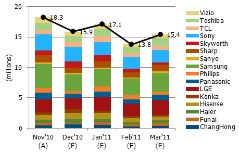 20
15
10
5
0
(millions)
18.3
15.9
17.1
13.8
15.4
Nov'10
(A)
Dec'10
(F)
Jan'11
(F)
Feb'11
(F)
Mar'11
(F)
Vizio
Toshiba
TCL
Sony
Skyworth
Sharp
Sanyo
Samsung
Philips
Panasonic
LGE
Konka
Hisense
Haier
Funai
ChangHong